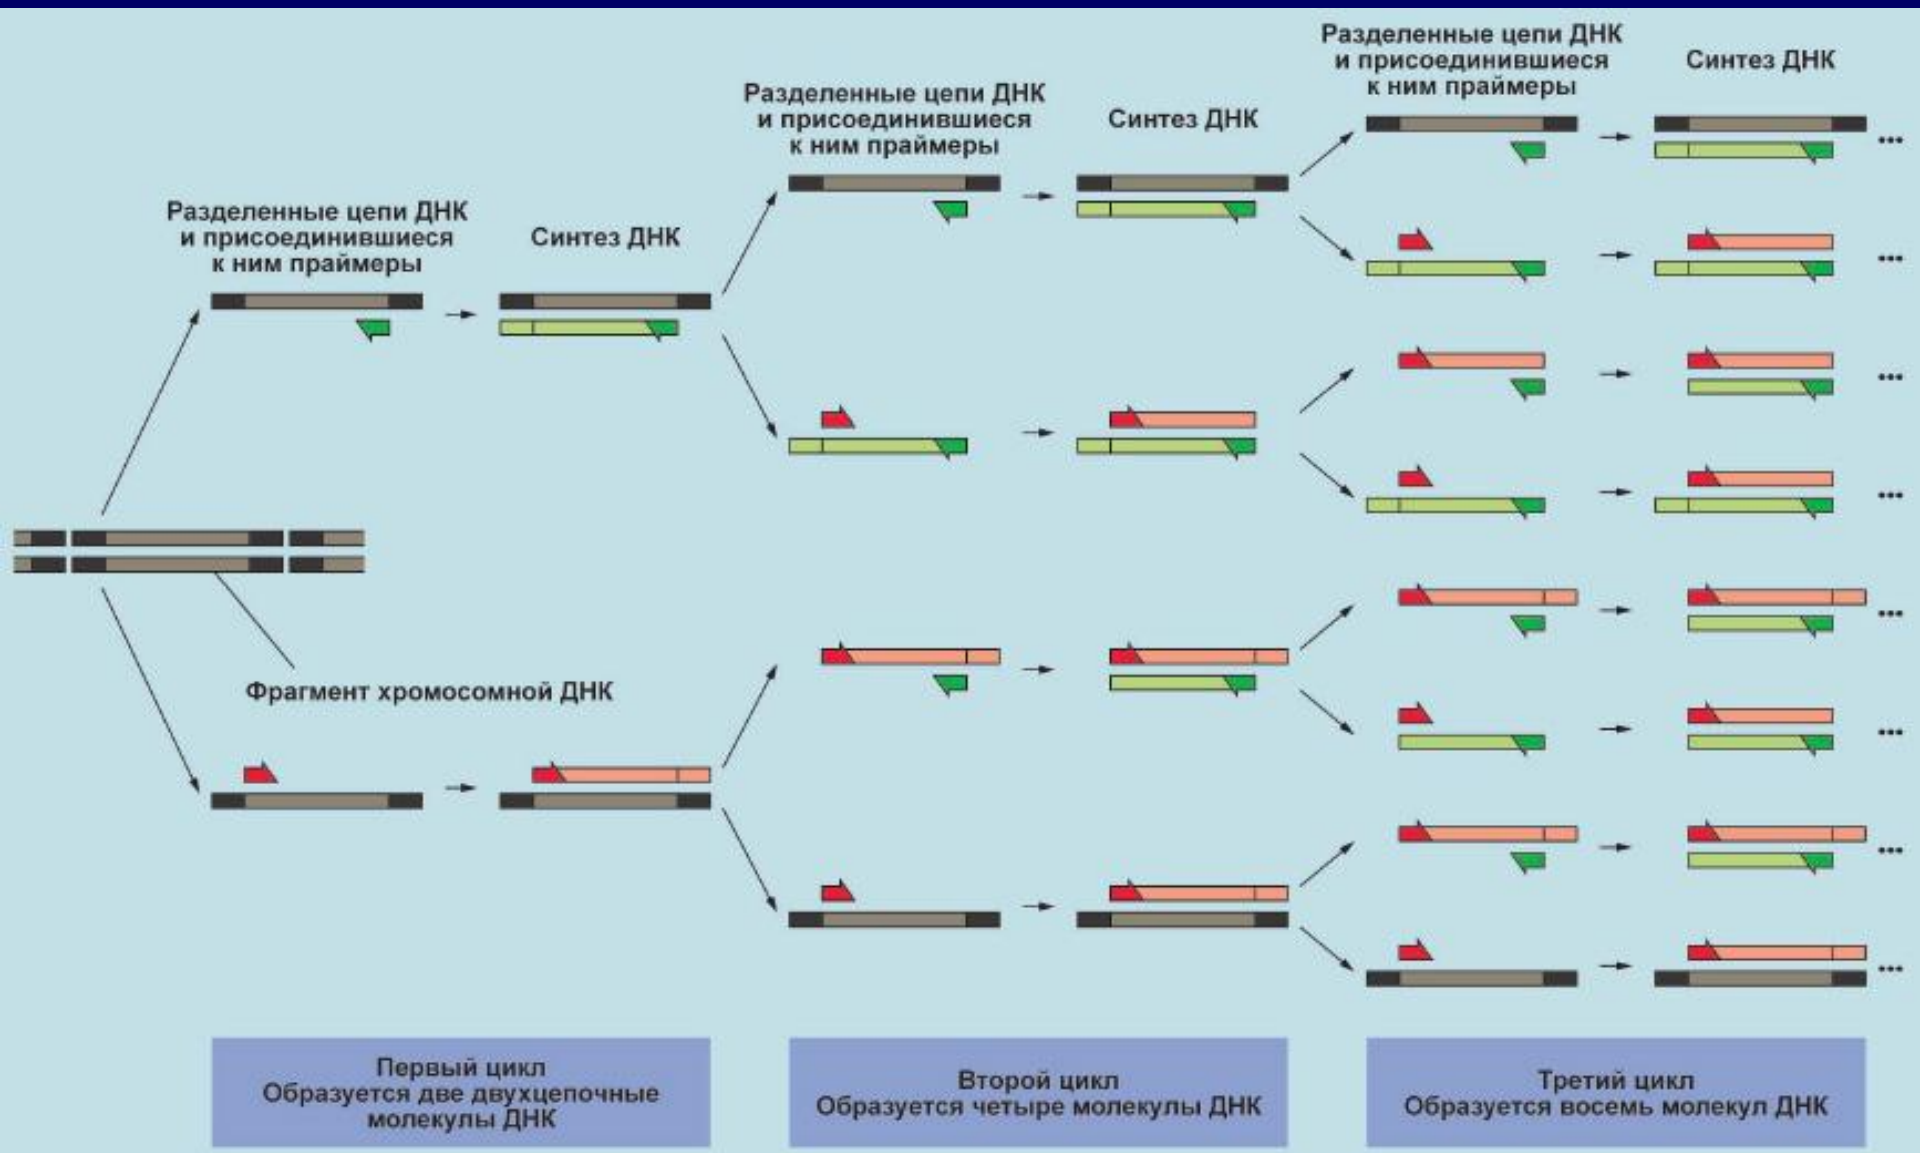 Разделенные цепи ДНК
и присоединившиеся
к ним праймеры
Синтез ДНК
Разделенные цепи ДНК
и присоединившиеся
к ним праймеры
Синтез ДНК
Разделенные цепи ДНК
и присоединившиеся
к ним праймеры
Синтез ДНК
...
...
...
...
...
...
...
...
Фрагмент хромосомной ДНК
Первый цикл
Образуется две двухцепочные
молекулы ДНК
Второй цикл
Образуется четыре молекулы ДНК
Третий цикл
Образуется восемь молекул ДНК